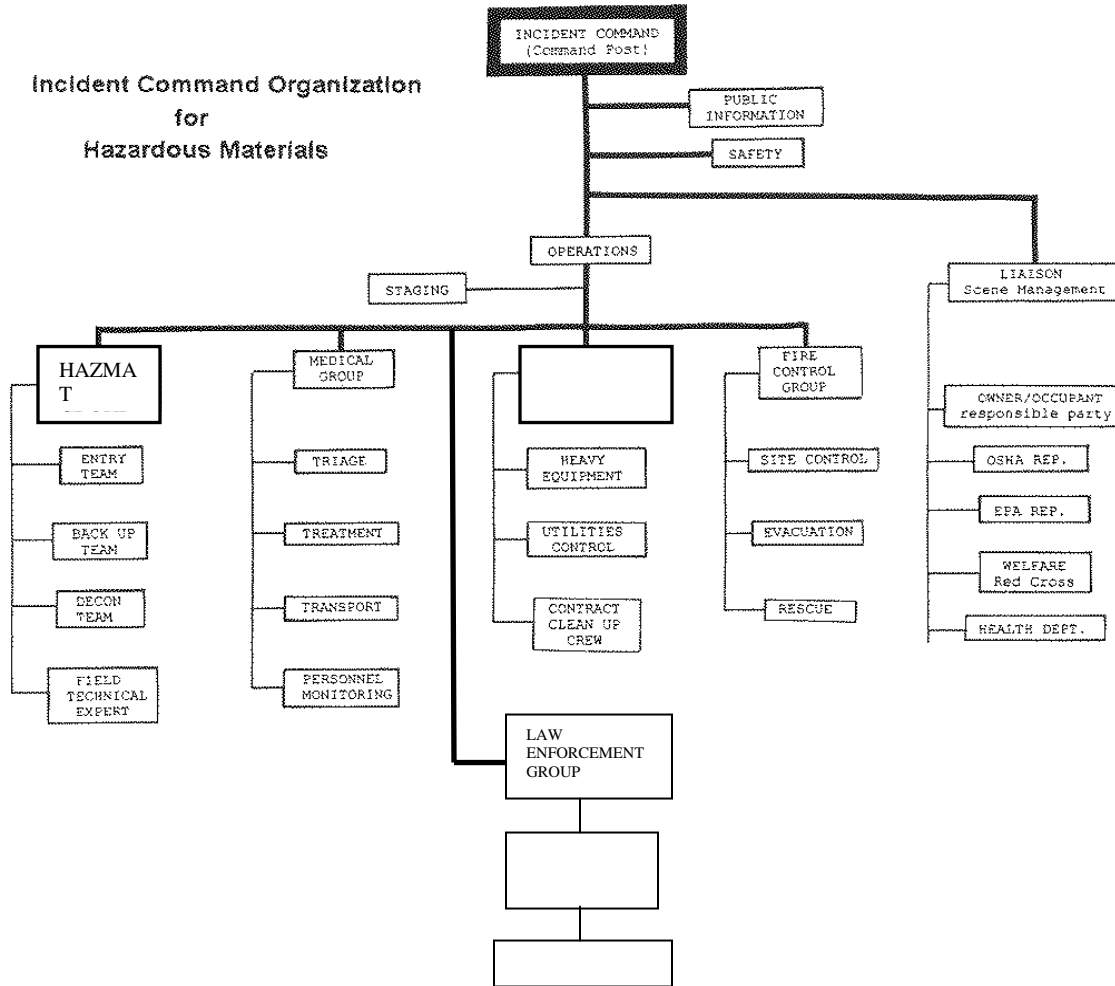 INCIDENT COMMAND
(Command Post)
Incident Command Organization
for
Hazardous Materials
PUBLIC
INFORMATION
SAFETY
OPERATIONS
STAGING
LIAISON
Scene Management
HAZMA
T
MEDICAL
GROUP
FIRE
CONTROL
GROUP
OWNER/OCCUPANT
responsible party
ENTRY
TEAM
TRIAGE
HEAVY
EQUIPMENT
SITE CONTROL
OSHA REP.
BACK UP
TEAM
TREATMENT
UTILITIES
CONTROL
EVACUATION
EPA REP.
DECON
TEAM
TRANSPORT
CONTRACT
CLEAN UP
CREW
RESCUE
WELFARE
Red Cross
HEALTH DEPT.
FIELD
TECHNICAL
EXPERT
PERSONNEL
MONITORING
LAW
ENFORCEMENT
GROUP